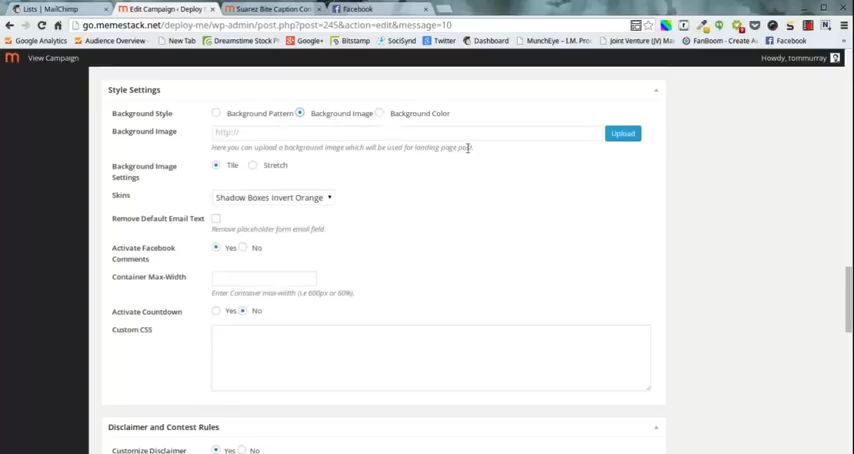 Lists | MailChimp
Edit Campaign ‹ Deploy
Suarez Bite Caption Con
Facebook
go.memestack.net/deploy-me/wp-admin/post.php?post=245&action=edit&message=10
Google Analytics
Audience Overview -
New Tab
Dreamstime Stock P
Google+
Bitstamp
SociSynd
Twitter
Dashboard
MunchEye – I.M. Pro
Joint Venture (JV) Ma
FanBoom - Create A
Facebook
View Campaign
Howdy, tommurray
Style Settings
Background Style
Background Pattern
Background Image
Background Color
Background Image
http://
Upload
Here you can upload a background image which will be used for landing page post.
Background Image Settings
Tile
Stretch
Skins
Shadow Boxes Invert Orange
Remove Default Email Text
Remove placeholder form email field.
Activate Facebook Comments
Yes
No
Container Max-Width
Enter Container max-width (i.e 600px or 60%).
Activate Countdown
Yes
No
Custom CSS
Disclaimer and Contest Rules
Customize Disclaimer
Yes
No